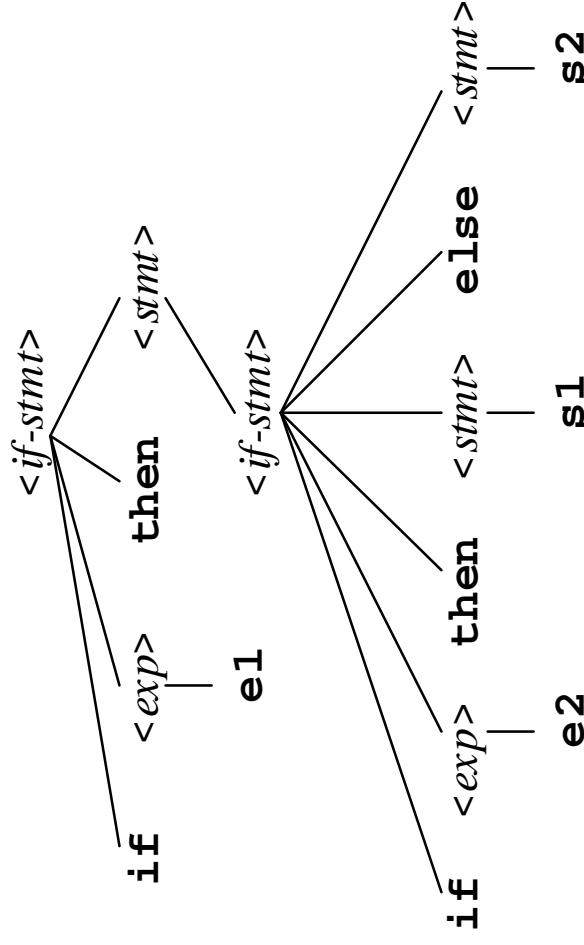 <if-stmt>
if <exp> then <stmt>
e1 <if-stmt>
if <exp> then <stmt> else <stmt>
e2 s1 s2